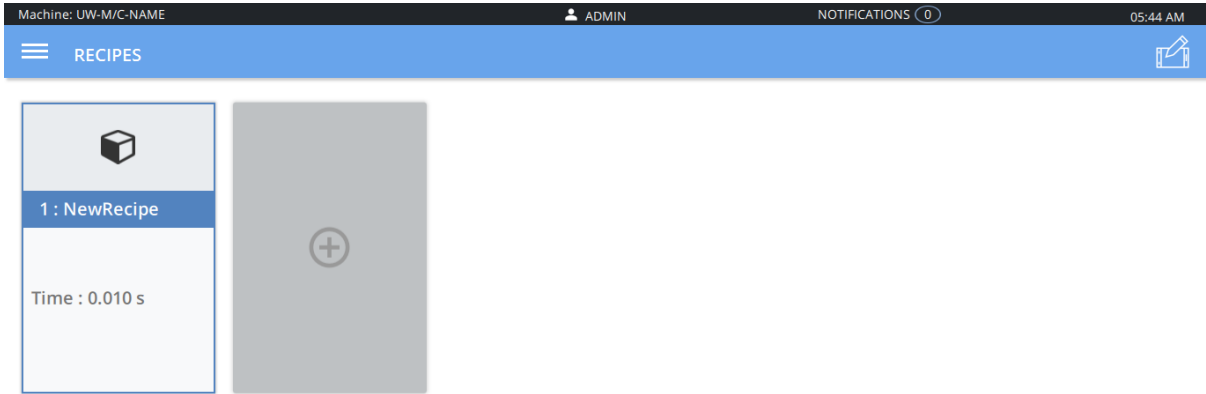 Machine: UW-M/C-NAME ADMIN NOTIFICATIONS 0 05:44 AM
RECIPES
1 : NewRecipe
Time : 0.010 s